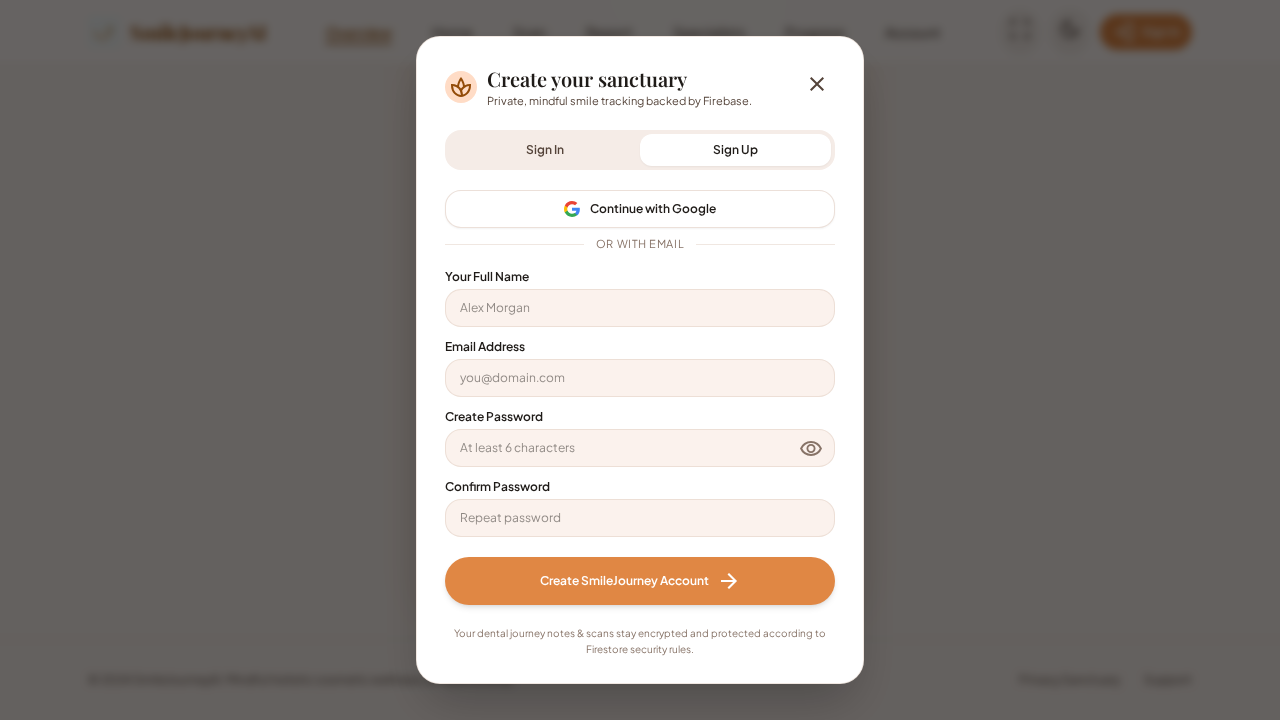 Create your sanctuary
Private, mindful smile tracking backed by Firebase.
Sign In
Sign Up
Continue with Google
OR WITH EMAIL
Your Full Name
Alex Morgan
Email Address
you@domain.com
Create Password
At least 6 characters
Confirm Password
Repeat password
Create SmileJourney Account
Your dental journey notes & scans stay encrypted and protected according to
Firestore security rules.